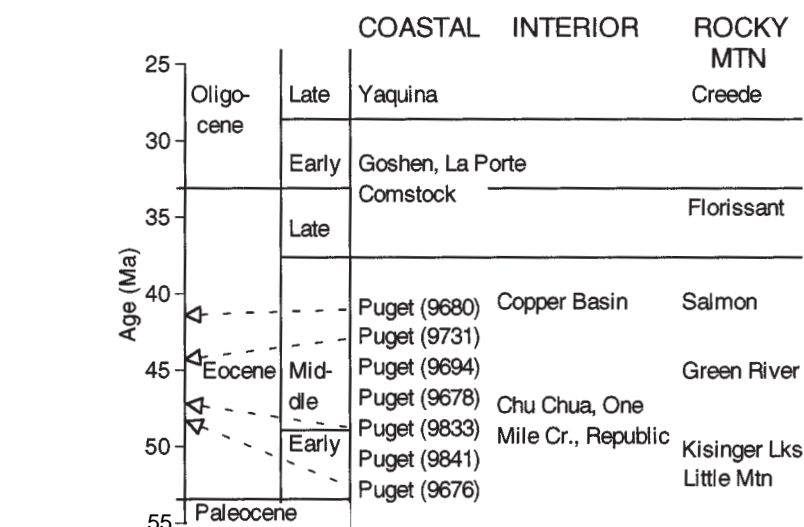 COASTAL INTERIOR ROCKY
MTN
25
Oligo-
cene
Late
Yaquina
Creede
30
Early
Goshen, La Porte
Comstock
Florissant
35
Late
Age (Ma)
40
Puget (9680)
Copper Basin
Salmon
Puget (9731)
45
Eocene
Mid-
dle
Puget (9694)
Green River
Puget (9678)
Chu Chua, One
Mile Cr., Republic
Puget (9833)
50
Early
Kisinger Lks
Little Mtn
Puget (9841)
Puget (9676)
Paleocene
55